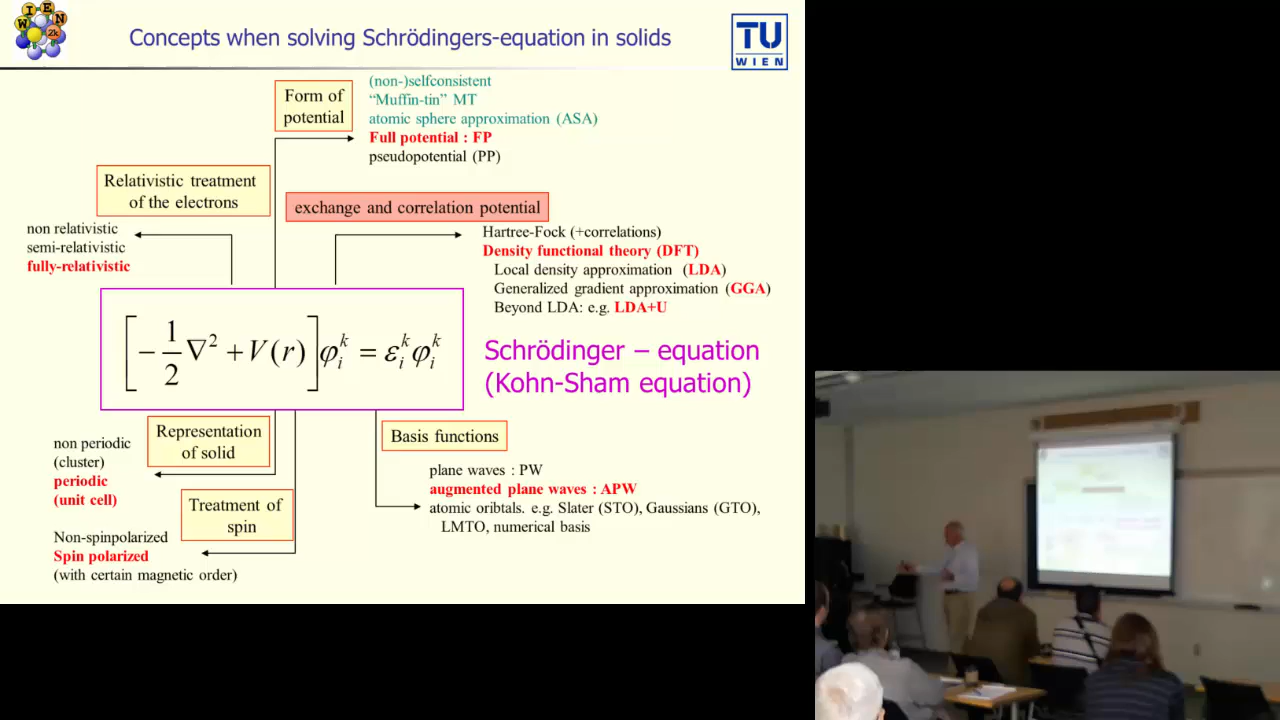 WIEN
2k
Concepts when solving Schrödingers-equation in solids
TU
WIEN
Form of
potential
(non-)selfconsistent
“Muffin-tin” MT
atomic sphere approximation (ASA)
Full potential : FP
pseudopotential (PP)
Relativistic treatment
of the electrons
exchange and correlation potential
non relativistic
semi-relativistic
fully-relativistic
Hartree-Fock (+correlations)
Density functional theory (DFT)
Local density approximation (LDA)
Generalized gradient approximation (GGA)
Beyond LDA: e.g. LDA+U
[-1/2 ∇² + V(r)] φ_i^k = ε_i^k φ_i^k
Schrödinger – equation
(Kohn-Sham equation)
Representation
of solid
non periodic
(cluster)
periodic
(unit cell)
Basis functions
plane waves : PW
augmented plane waves : APW
atomic oribtals. e.g. Slater (STO), Gaussians (GTO),
LMTO, numerical basis
Treatment of
spin
Non-spinpolarized
Spin polarized
(with certain magnetic order)